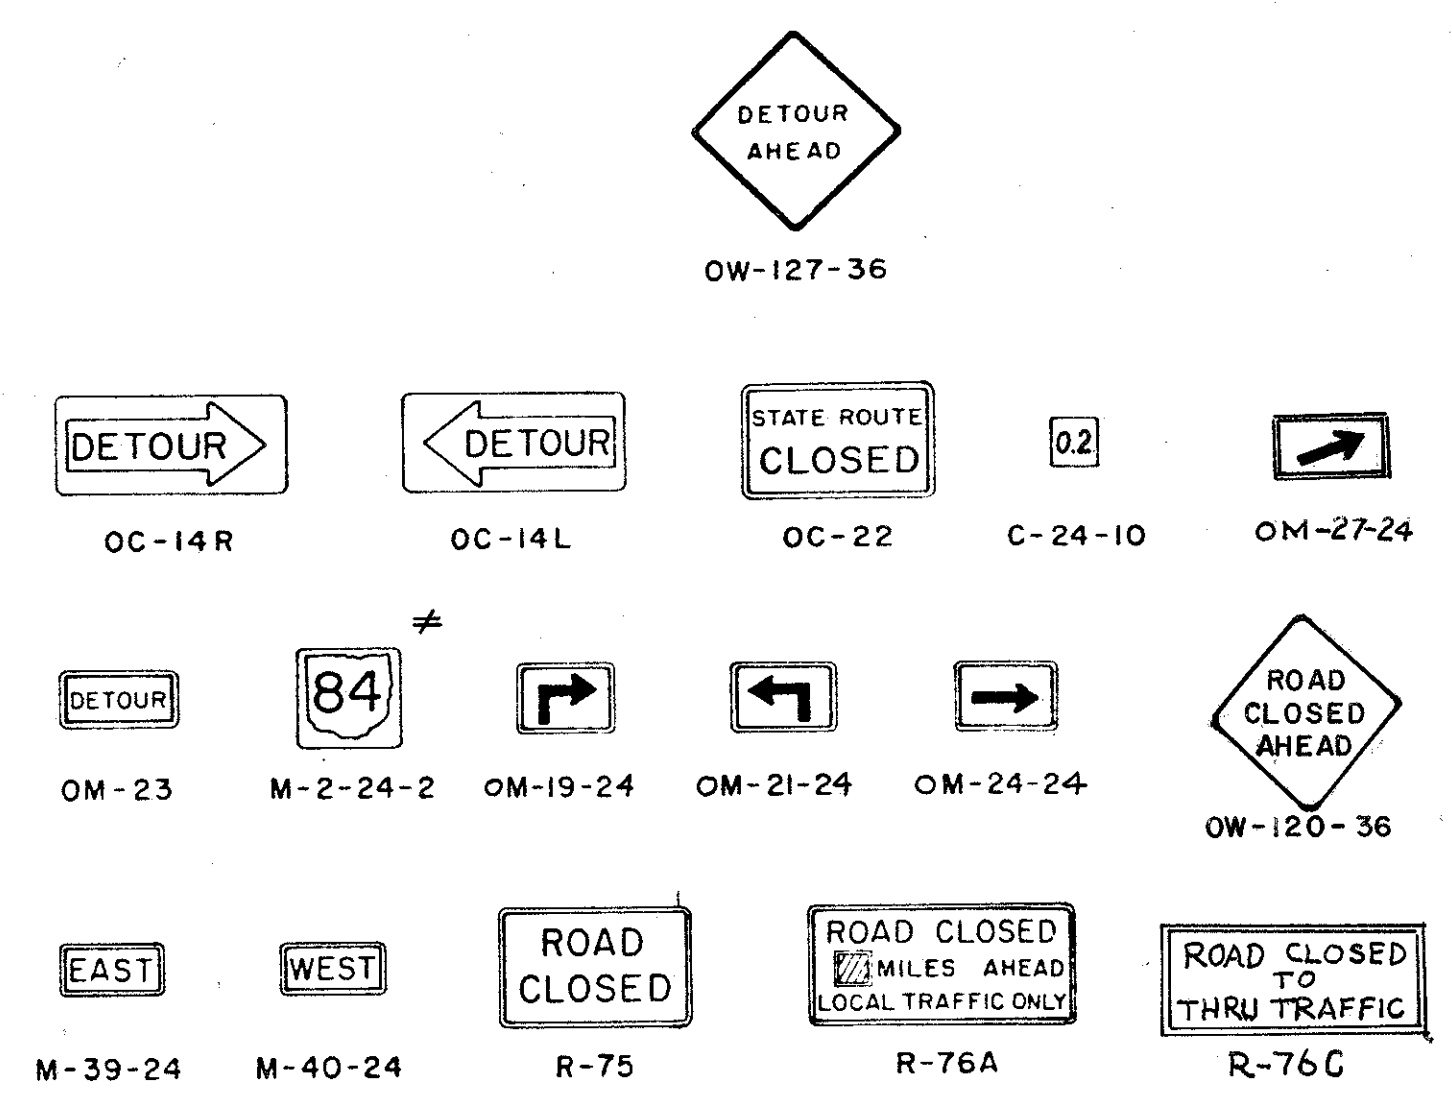 DETOUR
AHEAD
OW-127-36
DETOUR
OC-14R
DETOUR
OC-14L
STATE ROUTE
CLOSED
OC-22
0.2
C-24-10
OM-27-24
DETOUR
OM-23
≠
84
M-2-24-2
OM-19-24
OM-21-24
OM-24-24
ROAD
CLOSED
AHEAD
OW-120-36
EAST
M-39-24
WEST
M-40-24
ROAD
CLOSED
R-75
ROAD CLOSED
MILES AHEAD
LOCAL TRAFFIC ONLY
R-76A
ROAD CLOSED
TO
THRU TRAFFIC
R-76C